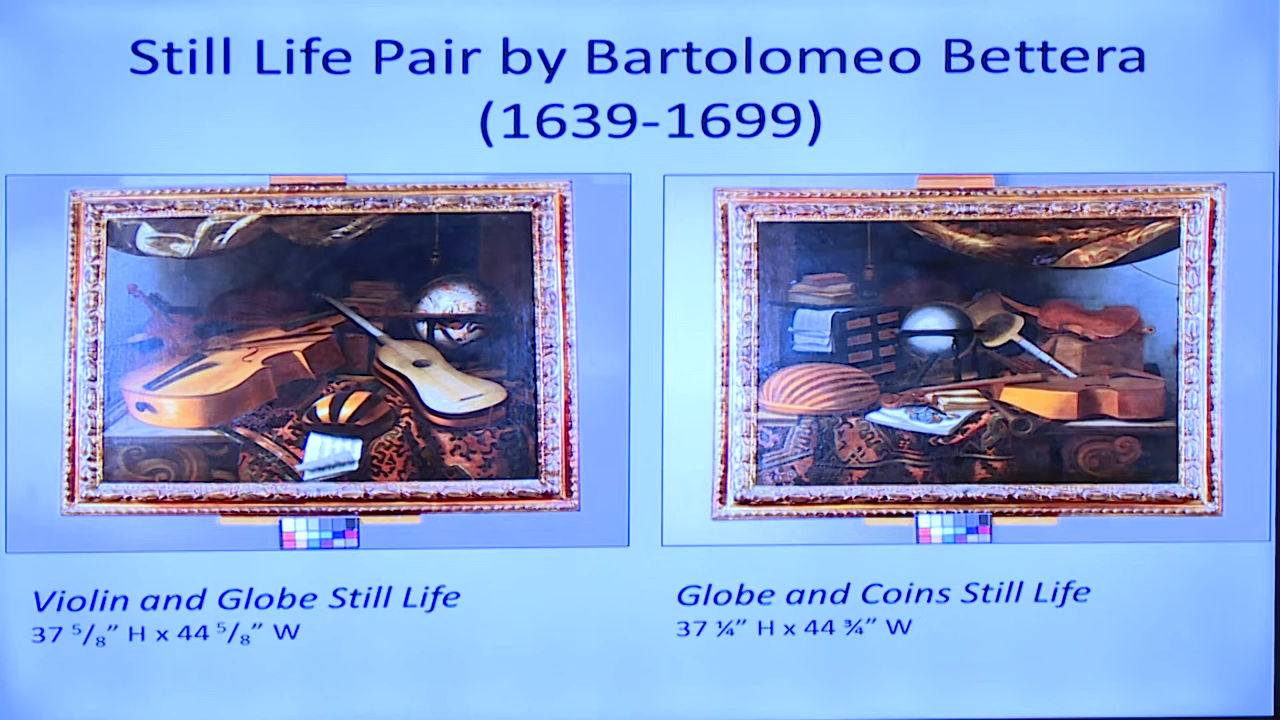 Still Life Pair by Bartolomeo Bettera
(1639-1699)
Violin and Globe Still Life
37 ⁵/₈” H x 44 ⁵/₈” W
Globe and Coins Still Life
37 ¼” H x 44 ¾” W